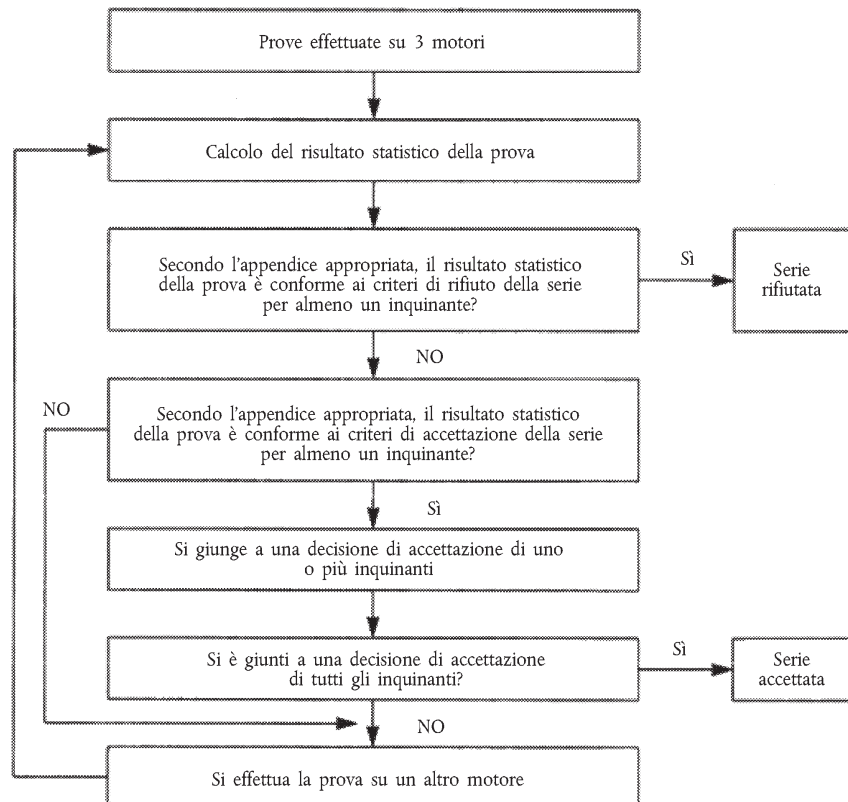 Prove effettuate su 3 motori
Calcolo del risultato statistico della prova
Secondo l'appendice appropriata, il risultato statistico
della prova è conforme ai criteri di rifiuto della serie
per almeno un inquinante?
Sì
Serie
rifiutata
NO
NO
Secondo l'appendice appropriata, il risultato statistico
della prova è conforme ai criteri di accettazione della serie
per almeno un inquinante?
Sì
Si giunge a una decisione di accettazione di uno
o più inquinanti
Si è giunti a una decisione di accettazione
di tutti gli inquinanti?
Sì
Serie
accettata
NO
Si effettua la prova su un altro motore